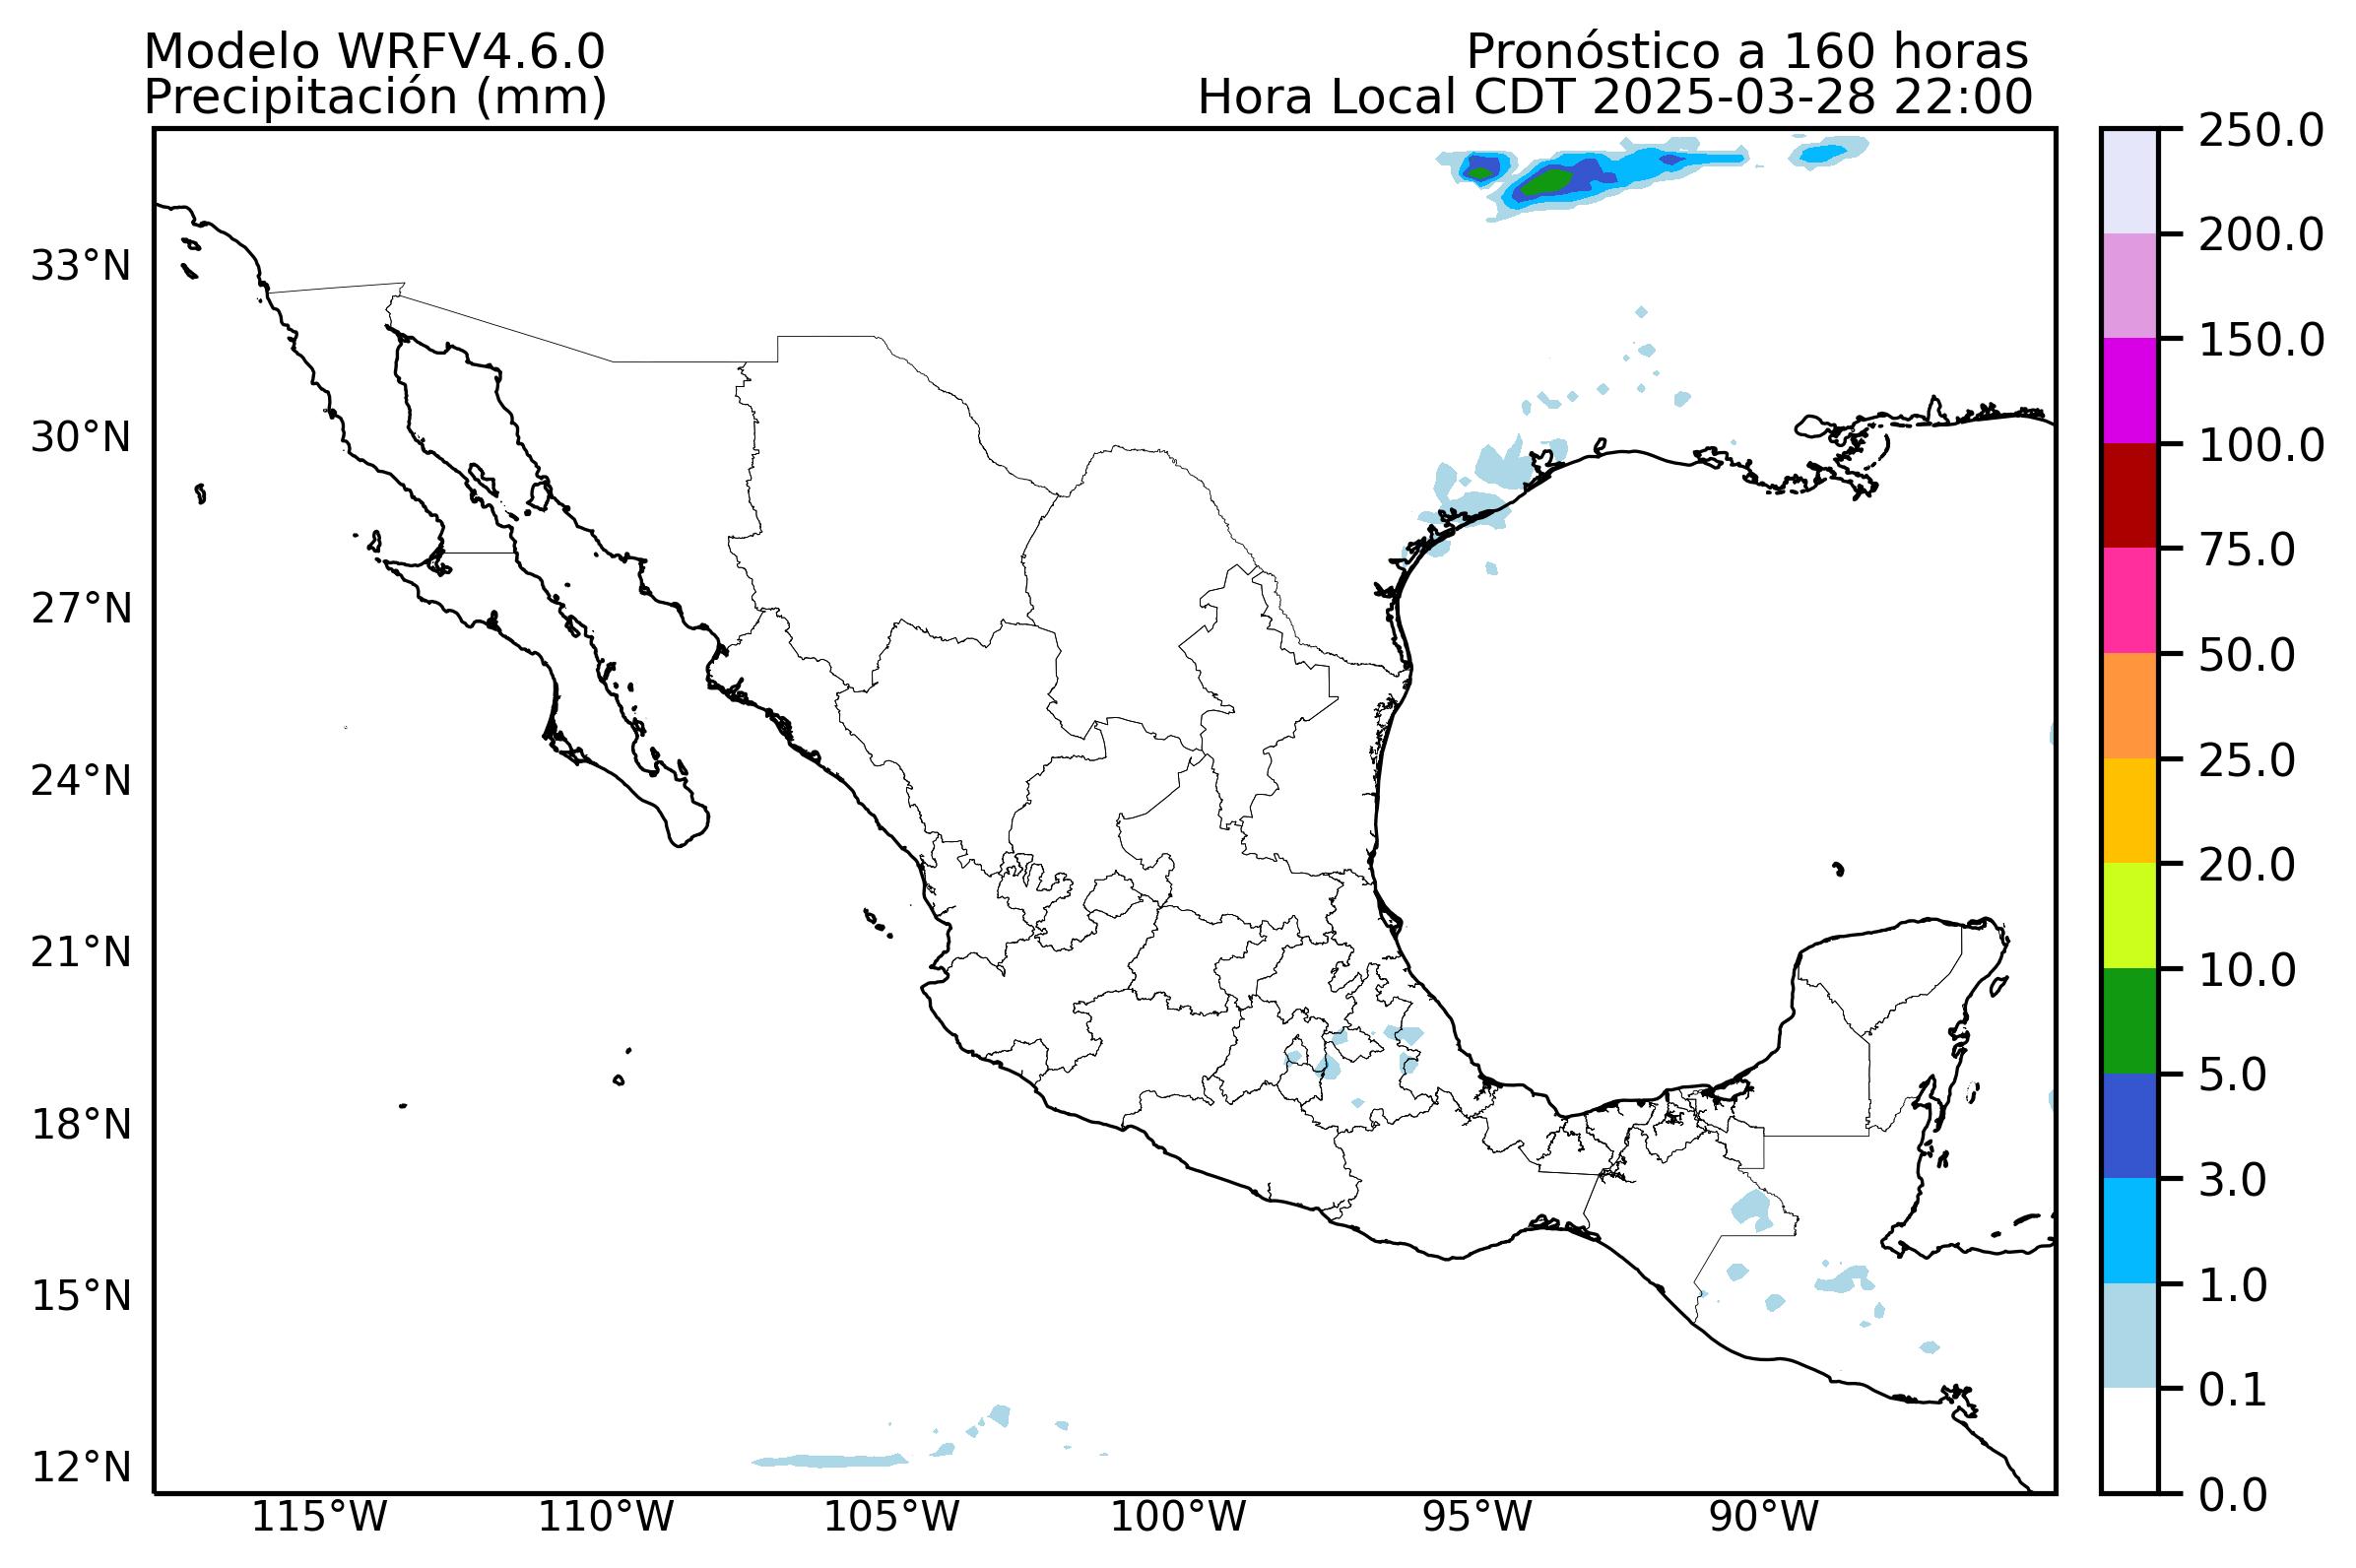 Modelo WRFV4.6.0
Precipitación (mm)
Pronóstico a 160 horas
Hora Local CDT 2025-03-28 22:00
33°N
30°N
27°N
24°N
21°N
18°N
15°N
12°N
115°W
110°W
105°W
100°W
95°W
90°W
250.0
200.0
150.0
100.0
75.0
50.0
25.0
20.0
10.0
5.0
3.0
1.0
0.1
0.0